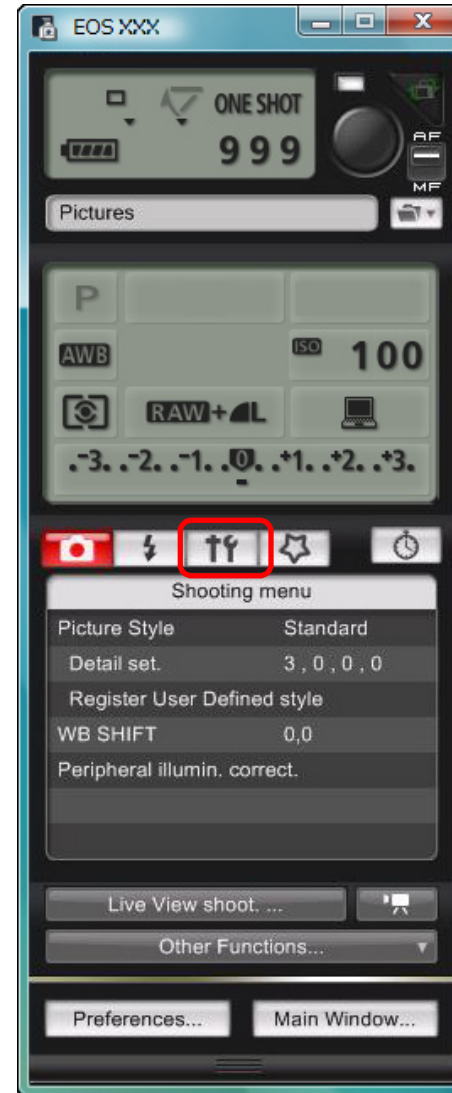 EOS XXX
ONE SHOT
999
AF
MF
Pictures
P
AWB
ISO 100
RAW+L
.-3. .-2. .-1. .0. .+1. .+2. .+3.
Shooting menu
Picture Style Standard
Detail set. 3 , 0 , 0 , 0
Register User Defined style
WB SHIFT 0,0
Peripheral illumin. correct.
Live View shoot. ...
Other Functions...
Preferences... Main Window...